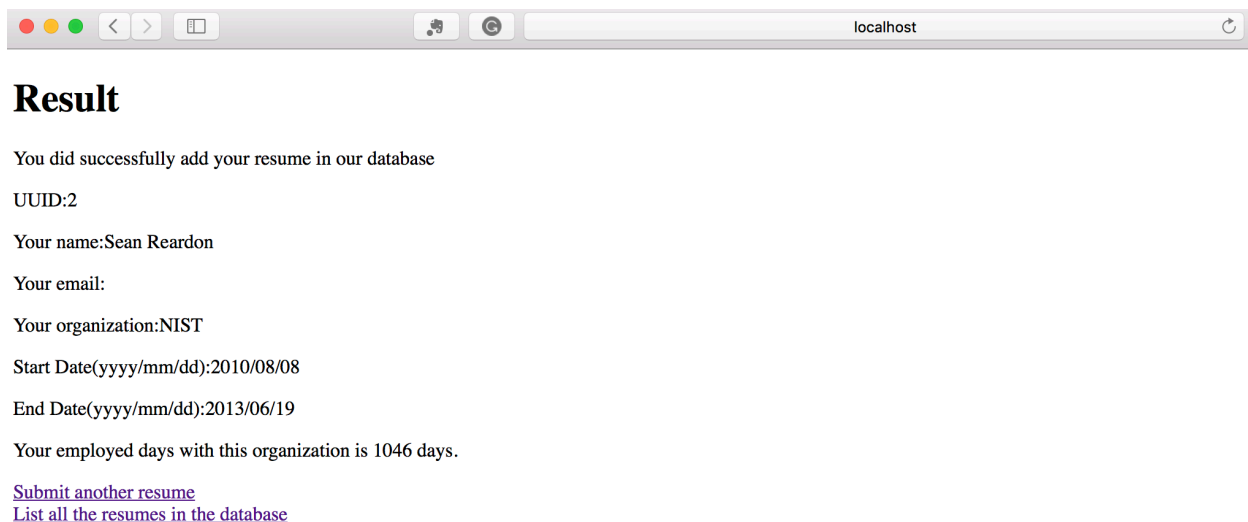 localhost
Result
You did successfully add your resume in our database
UUID:2
Your name:Sean Reardon
Your email:
Your organization:NIST
Start Date(yyyy/mm/dd):2010/08/08
End Date(yyyy/mm/dd):2013/06/19
Your employed days with this organization is 1046 days.
Submit another resume
List all the resumes in the database